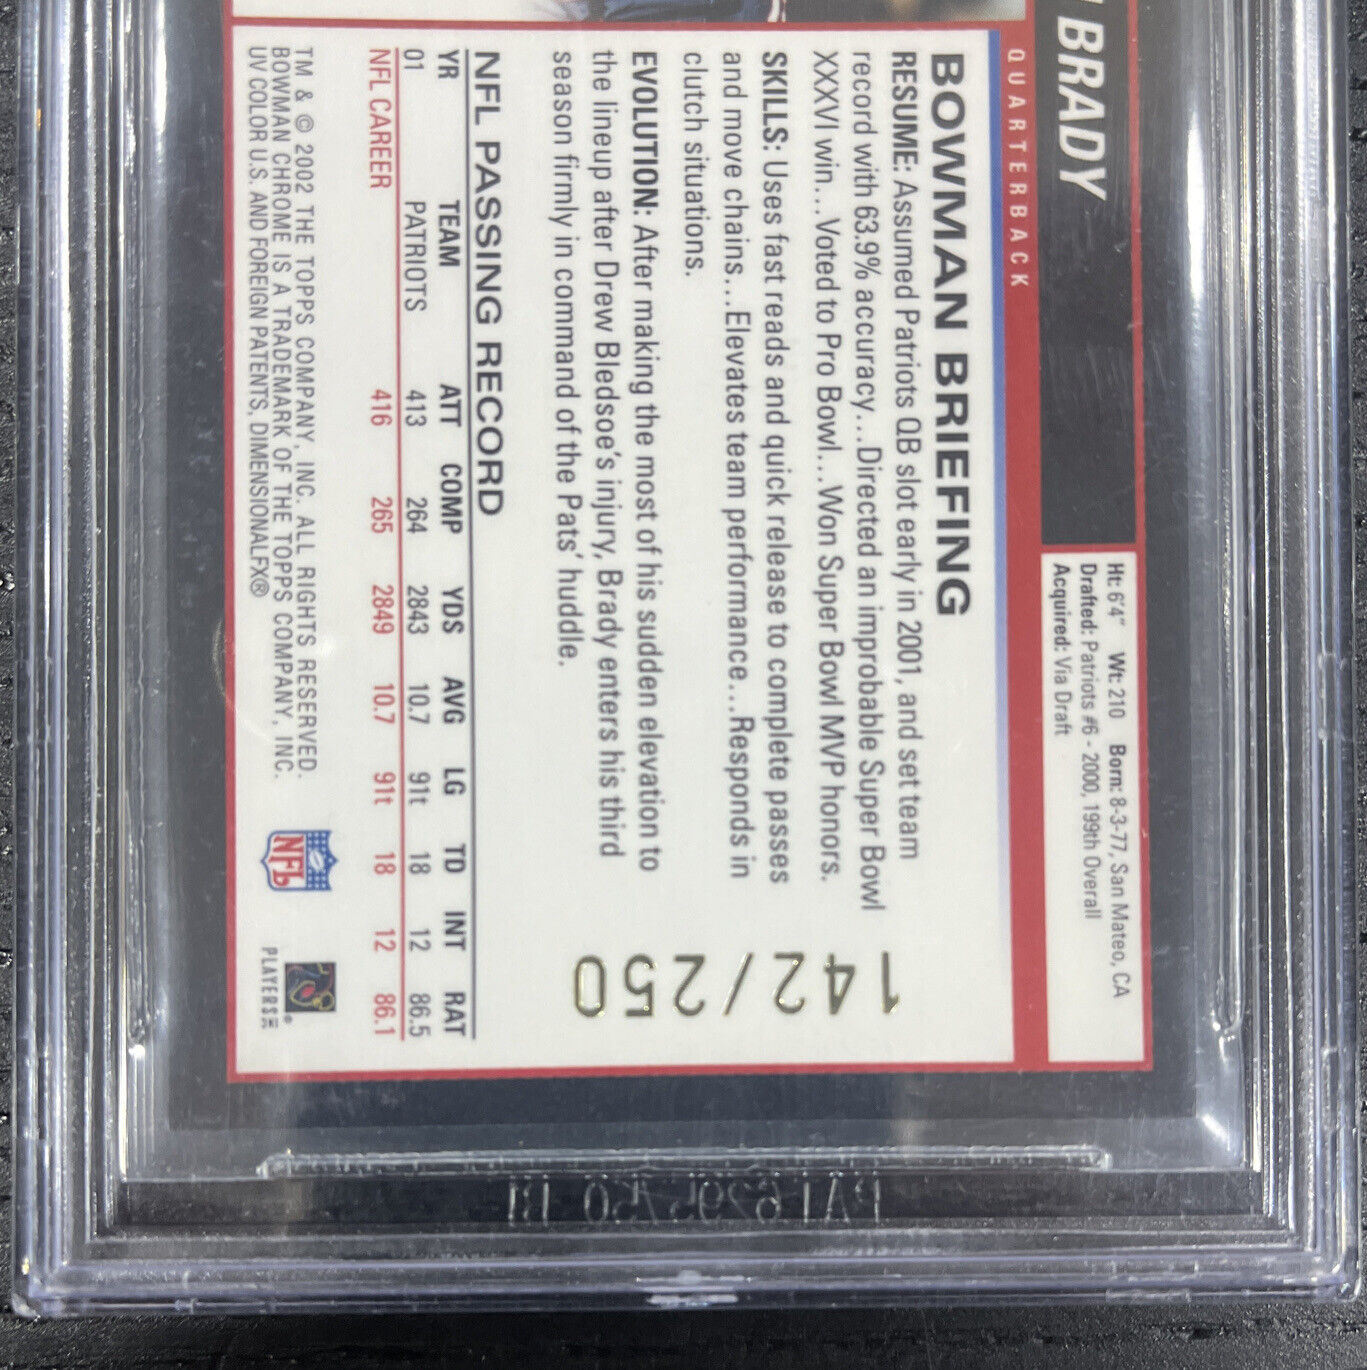 BRADY
QUARTERBACK
Ht: 6'4" Wt: 210 Born: 8-3-77, San Mateo, CA
Drafted: Patriots #6 - 2000, 199th Overall
Acquired: Via Draft
BOWMAN BRIEFING
RESUME: Assumed Patriots QB slot early in 2001, and set team
record with 63.9% accuracy...Directed an improbable Super Bowl
XXXVI win...Voted to Pro Bowl...Won Super Bowl MVP honors.
SKILLS: Uses fast reads and quick release to complete passes
and move chains...Elevates team performance...Responds in
clutch situations.
EVOLUTION: After making the most of his sudden elevation to
the lineup after Drew Bledsoe's injury, Brady enters his third
season firmly in command of the Pats' huddle.
142/250
NFL PASSING RECORD
YR TEAM ATT COMP YDS AVG LG TD INT RAT
01 PATRIOTS 413 264 2843 10.7 91t 18 12 86.5
NFL CAREER 416 265 2849 10.7 91t 18 12 86.1
TM & © 2002 THE TOPPS COMPANY, INC. ALL RIGHTS RESERVED.
BOWMAN CHROME IS A TRADEMARK OF THE TOPPS COMPANY, INC.
UV COLOR U.S. AND FOREIGN PATENTS, DIMENSIONALFX®
NFL
PLAYERS INC